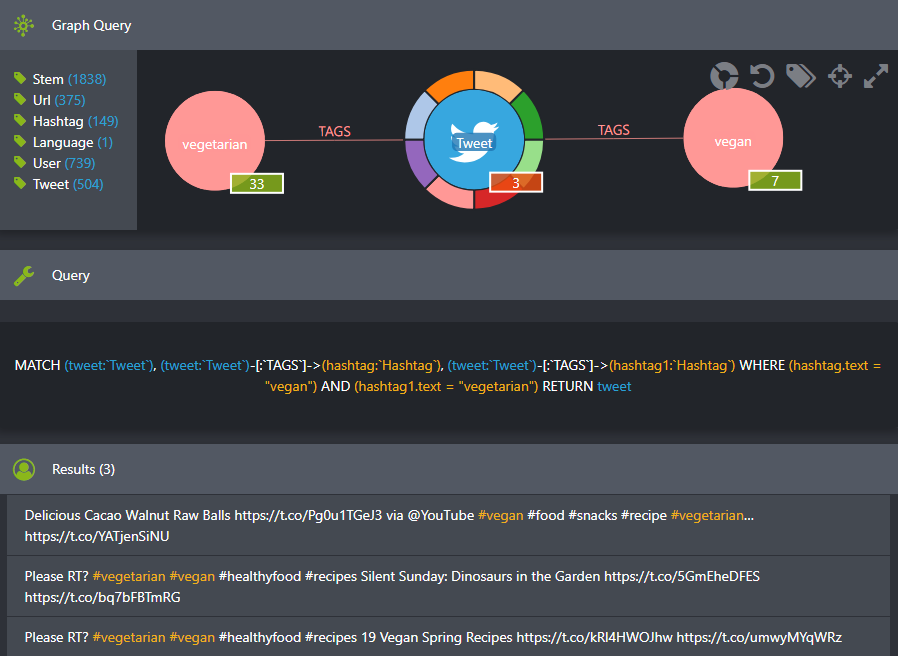 Graph Query
Stem (1838)
Url (375)
Hashtag (149)
Language (1)
User (739)
Tweet (504)
vegetarian
33
TAGS
Tweet
3
TAGS
vegan
7
Query
MATCH (tweet:`Tweet`), (tweet:`Tweet`)-[:`TAGS`]->(hashtag:`Hashtag`), (tweet:`Tweet`)-[:`TAGS`]->(hashtag1:`Hashtag`) WHERE (hashtag.text =
"vegan") AND (hashtag1.text = "vegetarian") RETURN tweet
Results (3)
Delicious Cacao Walnut Raw Balls https://t.co/Pg0u1TGeJ3 via @YouTube #vegan #food #snacks #recipe #vegetarian…
https://t.co/YATjenSiNU
Please RT? #vegetarian #vegan #healthyfood #recipes Silent Sunday: Dinosaurs in the Garden https://t.co/5GmEheDFES
https://t.co/bq7bFBTmRG
Please RT? #vegetarian #vegan #healthyfood #recipes 19 Vegan Spring Recipes https://t.co/kRl4HWOJhw https://t.co/umwyMYqWRz